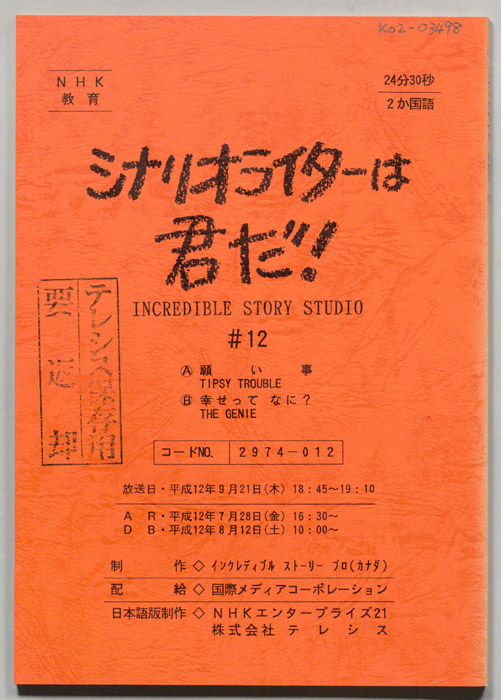 K02-03498
NHK
教育
24分30秒
2か国語
シナリオライターは
君だ!
INCREDIBLE STORY STUDIO
#12
Ⓐ 願い事
TIPSY TROUBLE
Ⓑ 幸せって なに?
THE GENIE
テレシス保存用
要返却
コードNO. 2974-012
放送日・平成12年9月21日(木) 18:45~19:10
A R・平成12年7月28日(金) 16:30~
D B・平成12年8月12日(土) 10:00~
制作◇インクレディブル ストーリー プロ(カナダ)
配給◇国際メディアコーポレーション
日本語版制作◇NHKエンタープライズ21
株式会社 テレシス